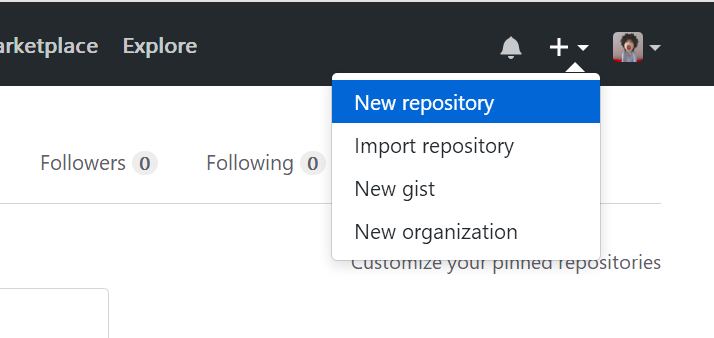 arketplace Explore
New repository
Followers 0 Following 0
Import repository
New gist
New organization
Customize your pinned repositories